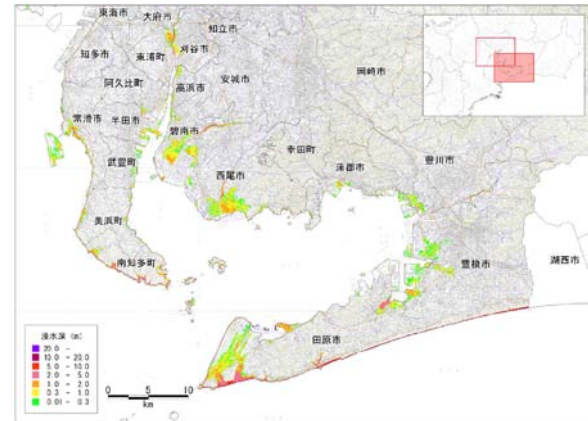 東海市
大府市
知立市
知多市
東浦町
刈谷市
岡崎市
安城市
阿久比町
高浜市
常滑市
半田市
碧南市
幸田町
豊川市
蒲郡市
武豊町
西尾市
美浜町
豊橋市
湖西市
南知多町
田原市
浸水深 (m)
20.0 -
10.0 - 20.0
5.0 - 10.0
2.0 - 5.0
1.0 - 2.0
0.3 - 1.0
0.01 - 0.3
0 5 10
km